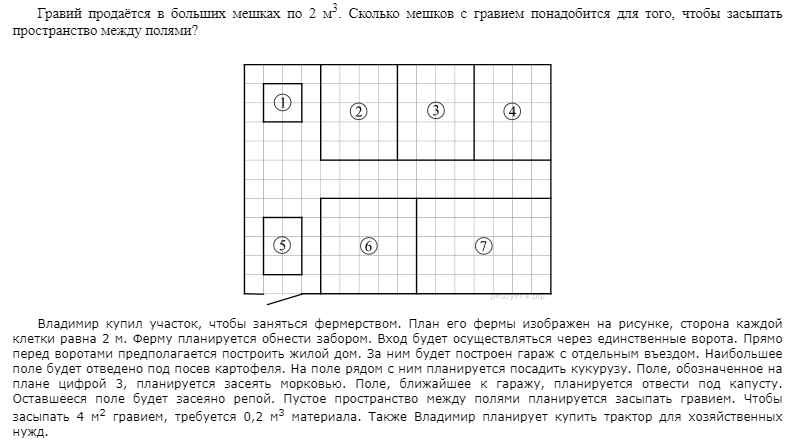 Гравий продаётся в больших мешках по 2 м³. Сколько мешков с гравием понадобится для того, чтобы засыпать
пространство между полями?
1
2
3
4
5
6
7
решуегэ.рф
Владимир купил участок, чтобы заняться фермерством. План его фермы изображен на рисунке, сторона каждой
клетки равна 2 м. Ферму планируется обнести забором. Вход будет осуществляться через единственные ворота. Прямо
перед воротами предполагается построить жилой дом. За ним будет построен гараж с отдельным въездом. Наибольшее
поле будет отведено под посев картофеля. На поле рядом с ним планируется посадить кукурузу. Поле, обозначенное на
плане цифрой 3, планируется засеять морковью. Поле, ближайшее к гаражу, планируется отвести под капусту.
Оставшееся поле будет засеяно репой. Пустое пространство между полями планируется засыпать гравием. Чтобы
засыпать 4 м² гравием, требуется 0,2 м³ материала. Также Владимир планирует купить трактор для хозяйственных
нужд.